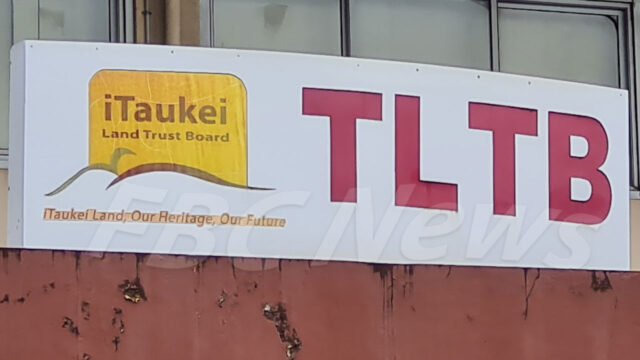 iTaukei
Land Trust Board
iTaukei Land, Our Heritage, Our Future
TLTB
FBC News